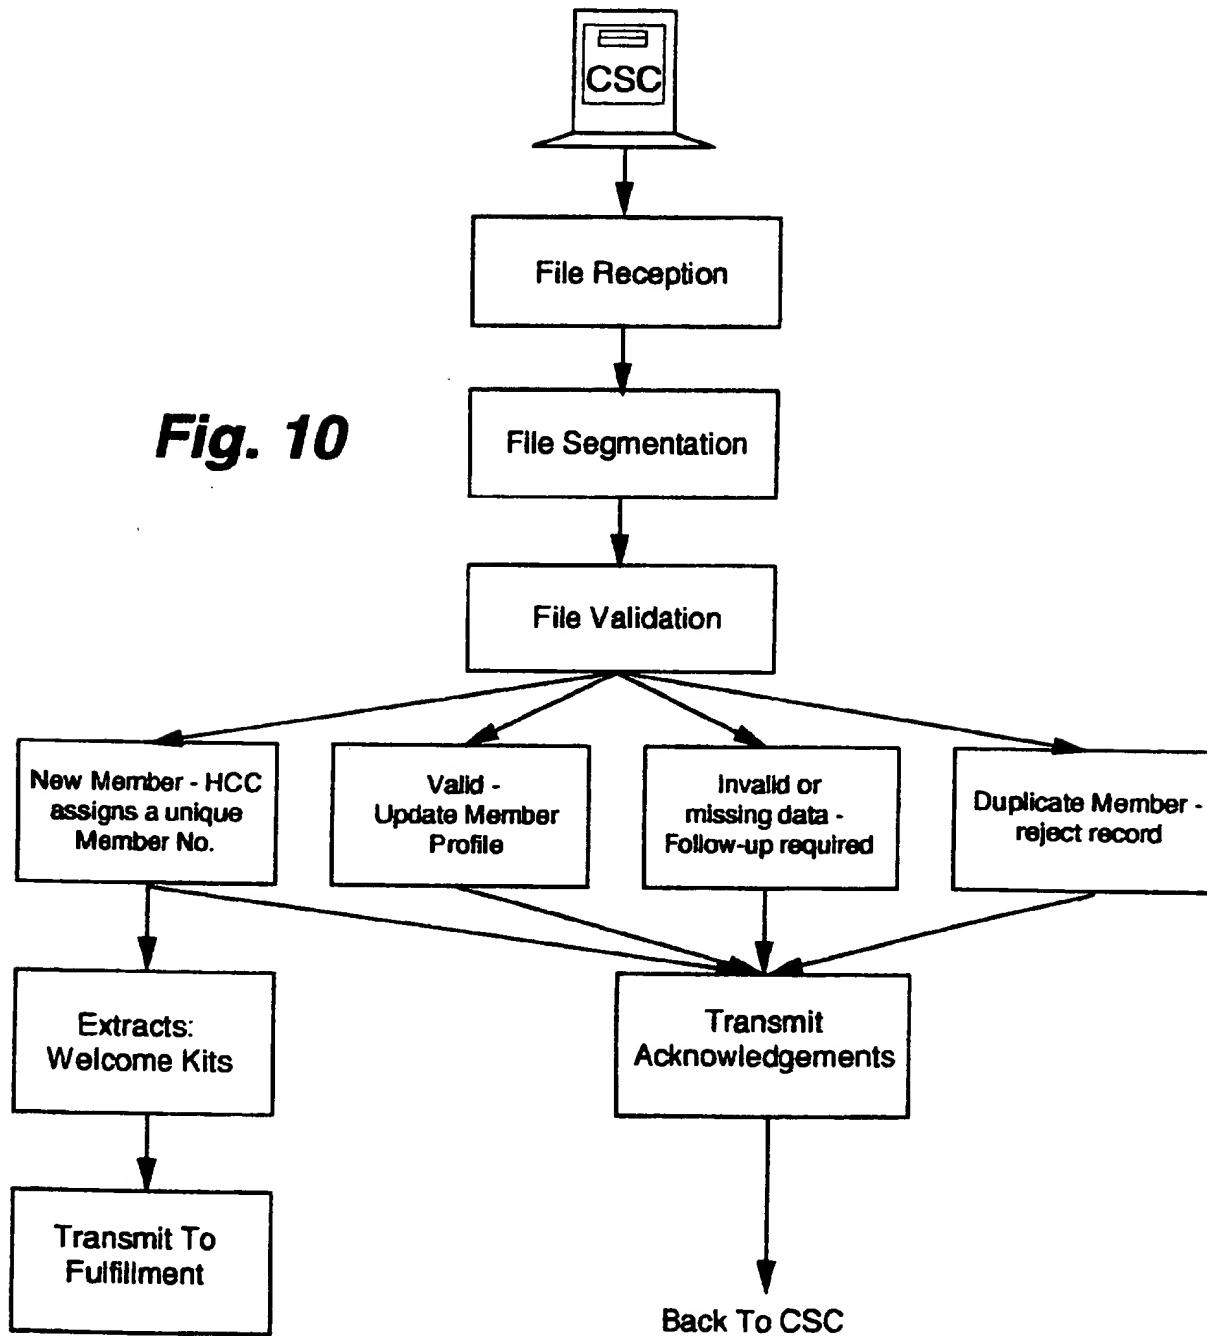 CSC
File Reception
Fig. 10
File Segmentation
File Validation
New Member - HCC
assigns a unique
Member No.
Valid -
Update Member
Profile
Invalid or
missing data -
Follow-up required
Duplicate Member -
reject record
Extracts:
Welcome Kits
Transmit
Acknowledgements
Transmit To
Fulfillment
Back To CSC